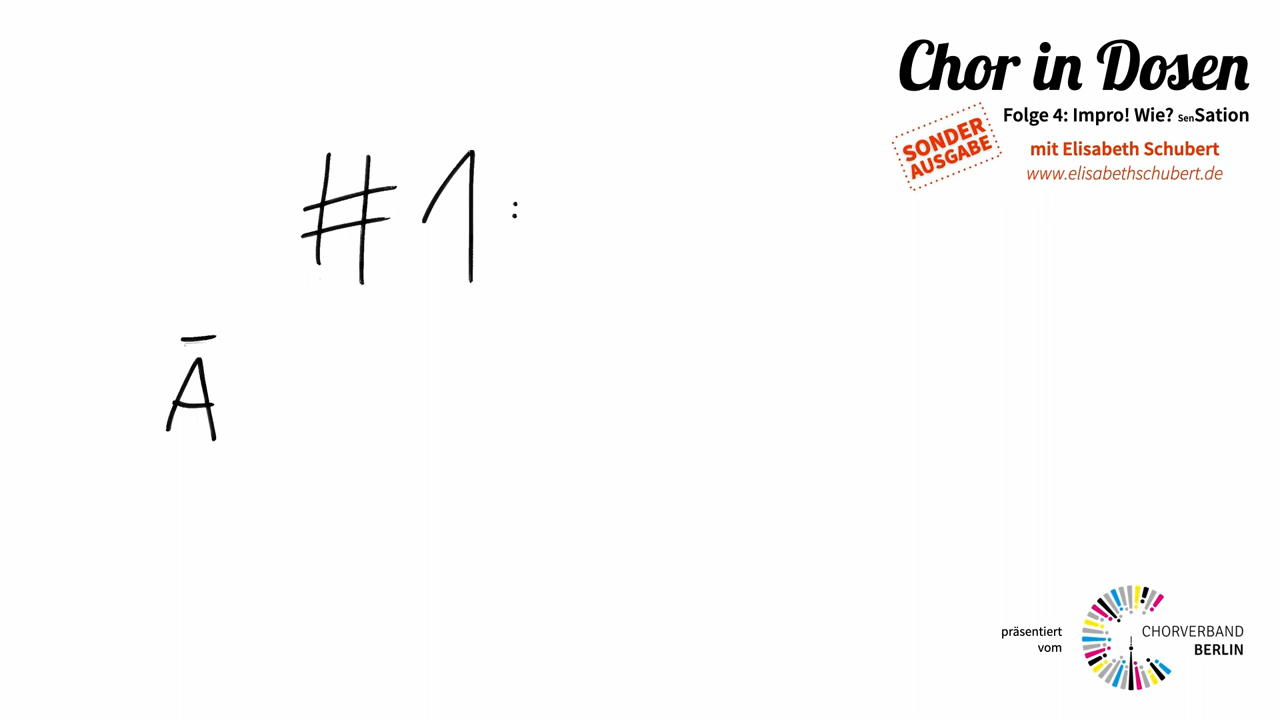 Chor in Dosen
Folge 4: Impro! Wie? SenSation
SONDER
AUSGABE
mit Elisabeth Schubert
www.elisabethschubert.de
#1:
Ā
präsentiert
vom
CHORVERBAND
BERLIN